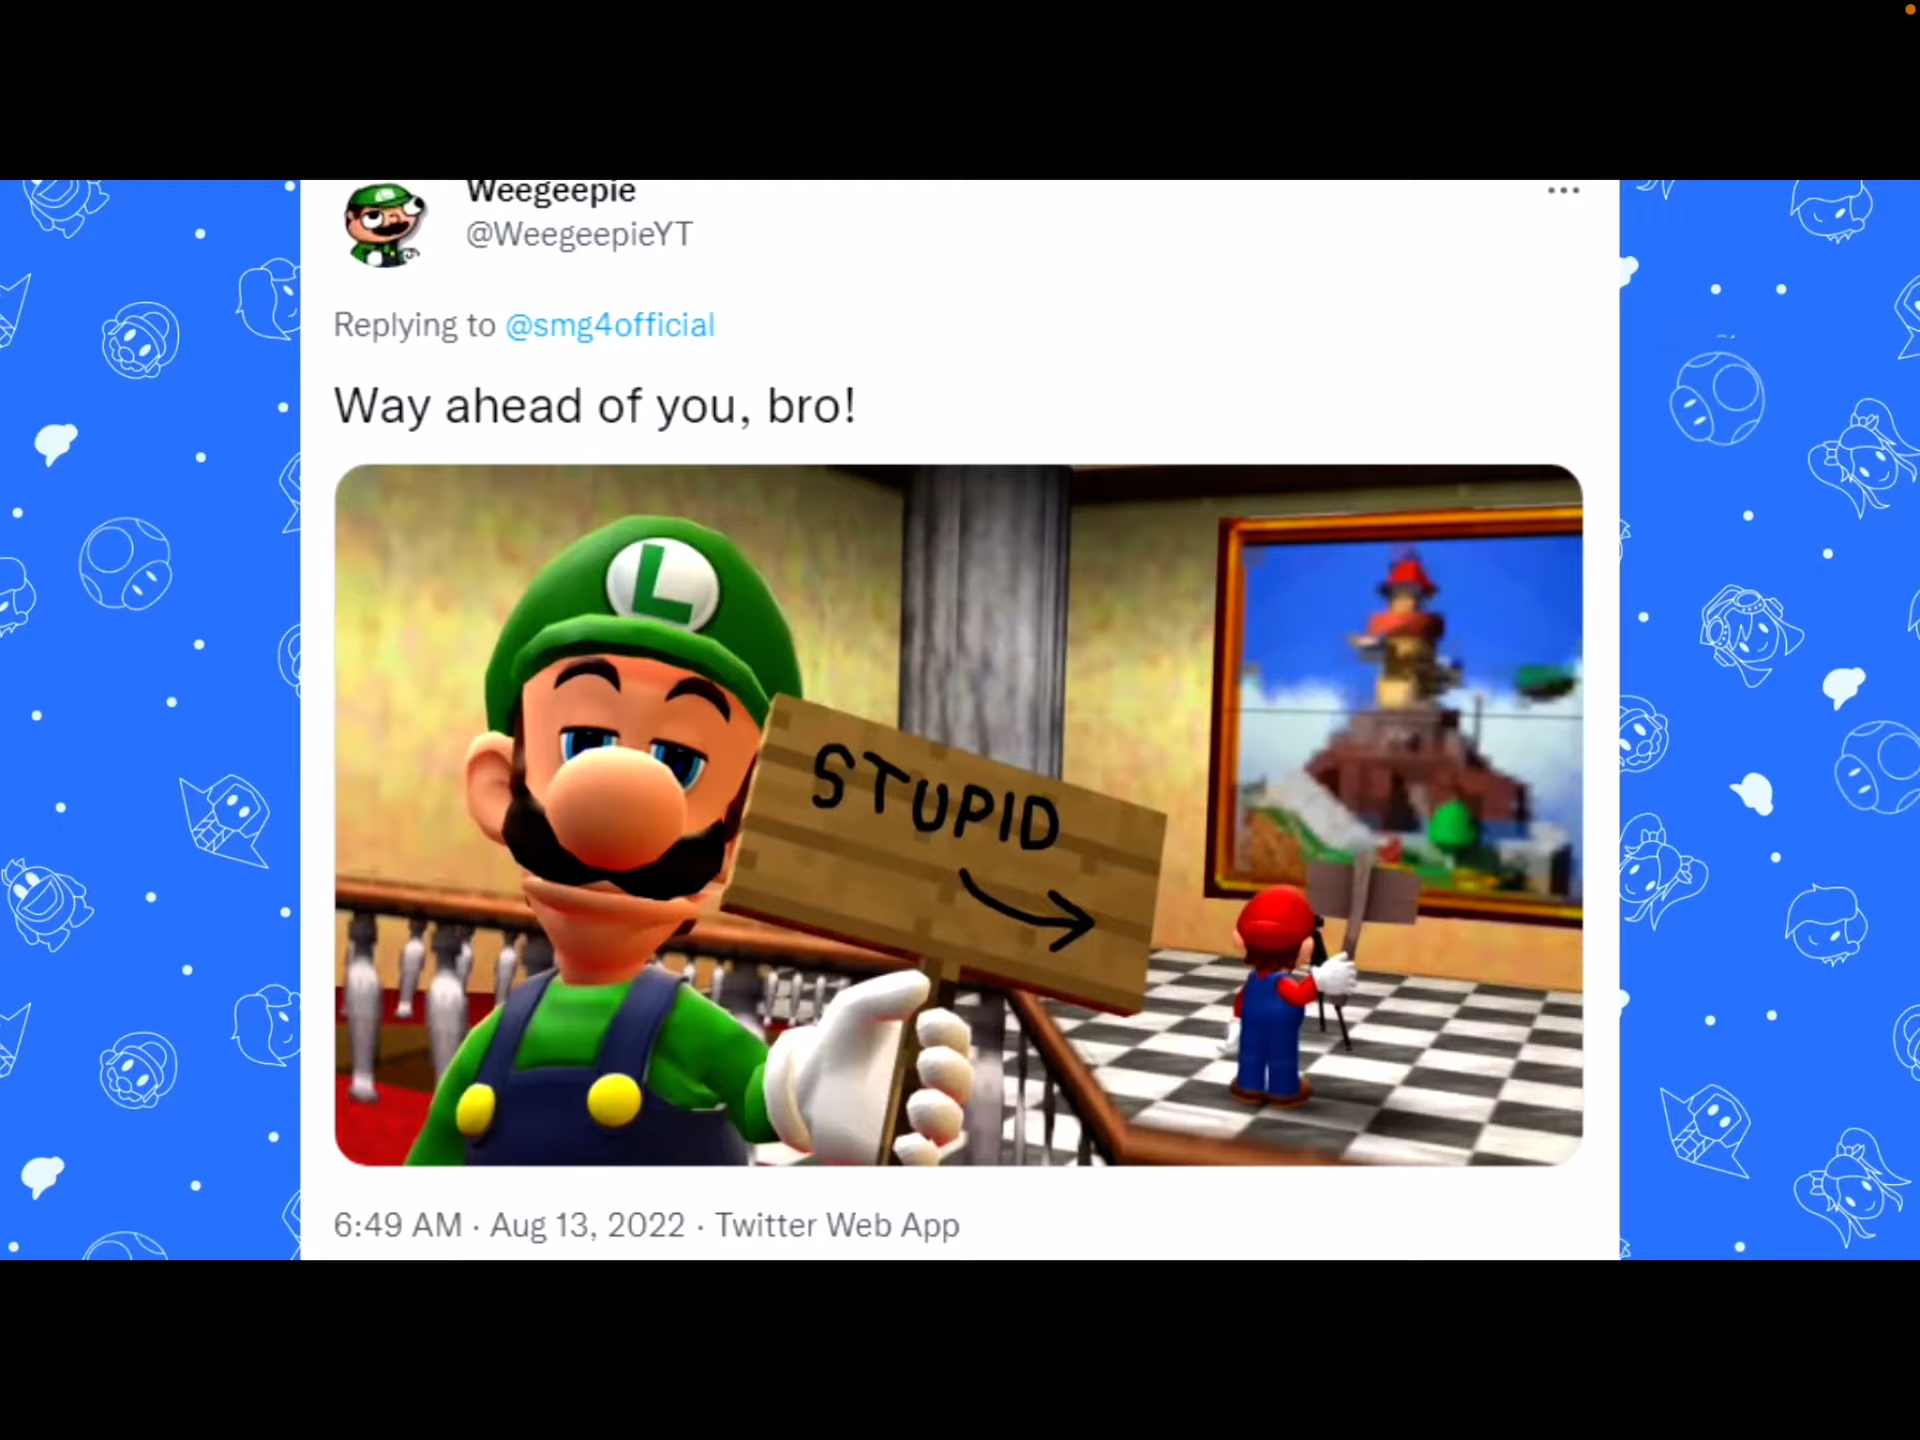 Weegeepie
@WeegeepieYT
Replying to @smg4official
Way ahead of you, bro!
L
STUPID
6:49 AM · Aug 13, 2022 · Twitter Web App